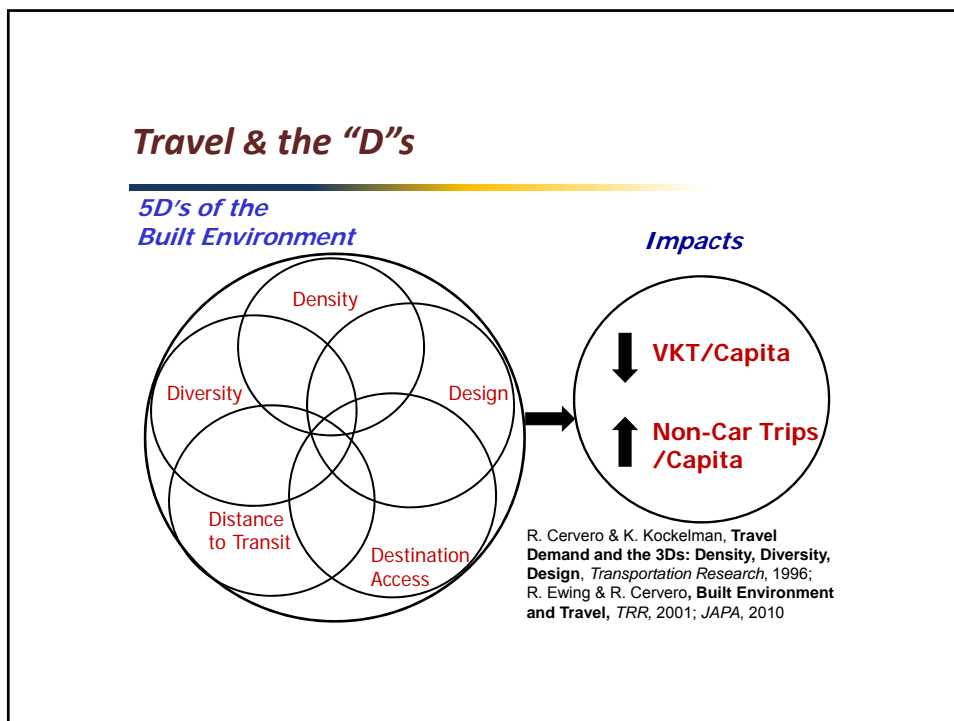 Travel & the “D”s
5D’s of the
Built Environment
Impacts
Density
Diversity
Design
Distance
to Transit
Destination
Access
VKT/Capita
Non-Car Trips
/Capita
R. Cervero & K. Kockelman, Travel
Demand and the 3Ds: Density, Diversity,
Design, Transportation Research, 1996;
R. Ewing & R. Cervero, Built Environment
and Travel, TRR, 2001; JAPA, 2010